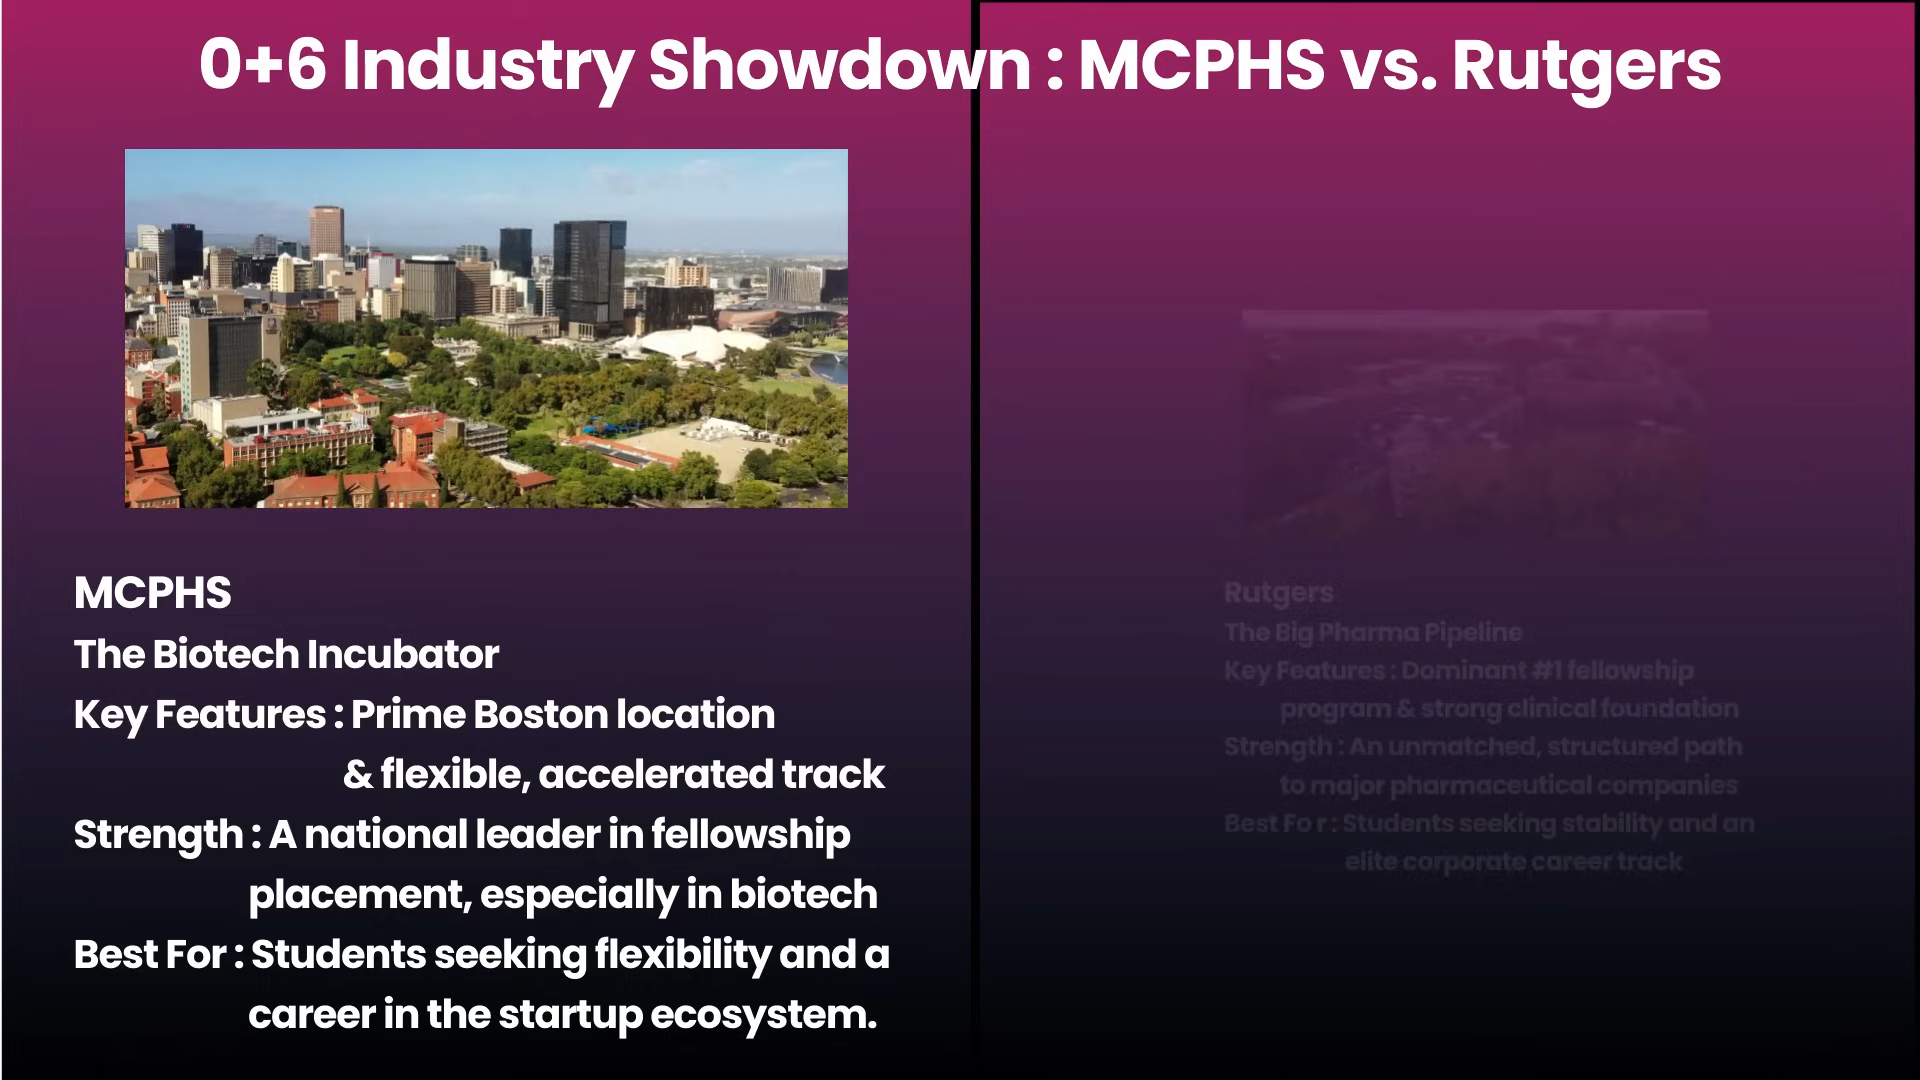 0+6 Industry Showdown : MCPHS vs. Rutgers
MCPHS
The Biotech Incubator
Key Features : Prime Boston location
& flexible, accelerated track
Strength : A national leader in fellowship
placement, especially in biotech
Best For : Students seeking flexibility and a
career in the startup ecosystem.
Rutgers
The Big Pharma Pipeline
Key Features : Dominant #1 fellowship
program & strong clinical foundation
Strength : An unmatched, structured path
to major pharmaceutical companies
Best Fo r : Students seeking stability and an
elite corporate career track